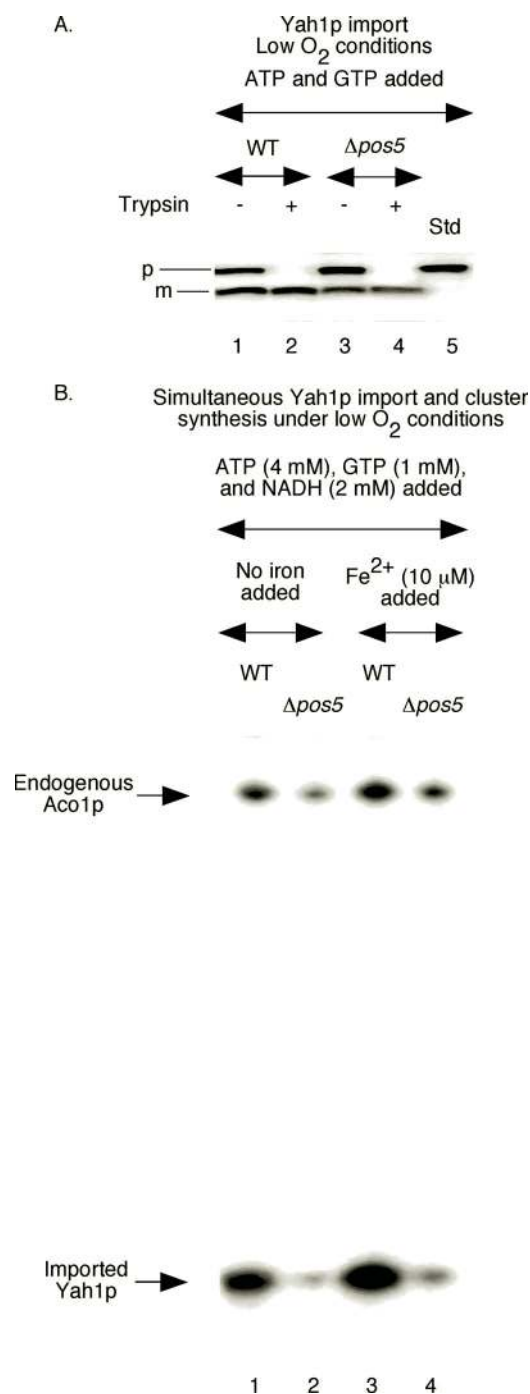 A.
Yah1p import
Low O2 conditions
ATP and GTP added
WT Δpos5
Trypsin - + - +
Std
p
m
1 2 3 4 5
B.
Simultaneous Yah1p import and cluster
synthesis under low O2 conditions
ATP (4 mM), GTP (1 mM),
and NADH (2 mM) added
No iron Fe2+ (10 μM)
added added
WT WT
Δpos5 Δpos5
Endogenous
Aco1p
Imported
Yah1p
1 2 3 4